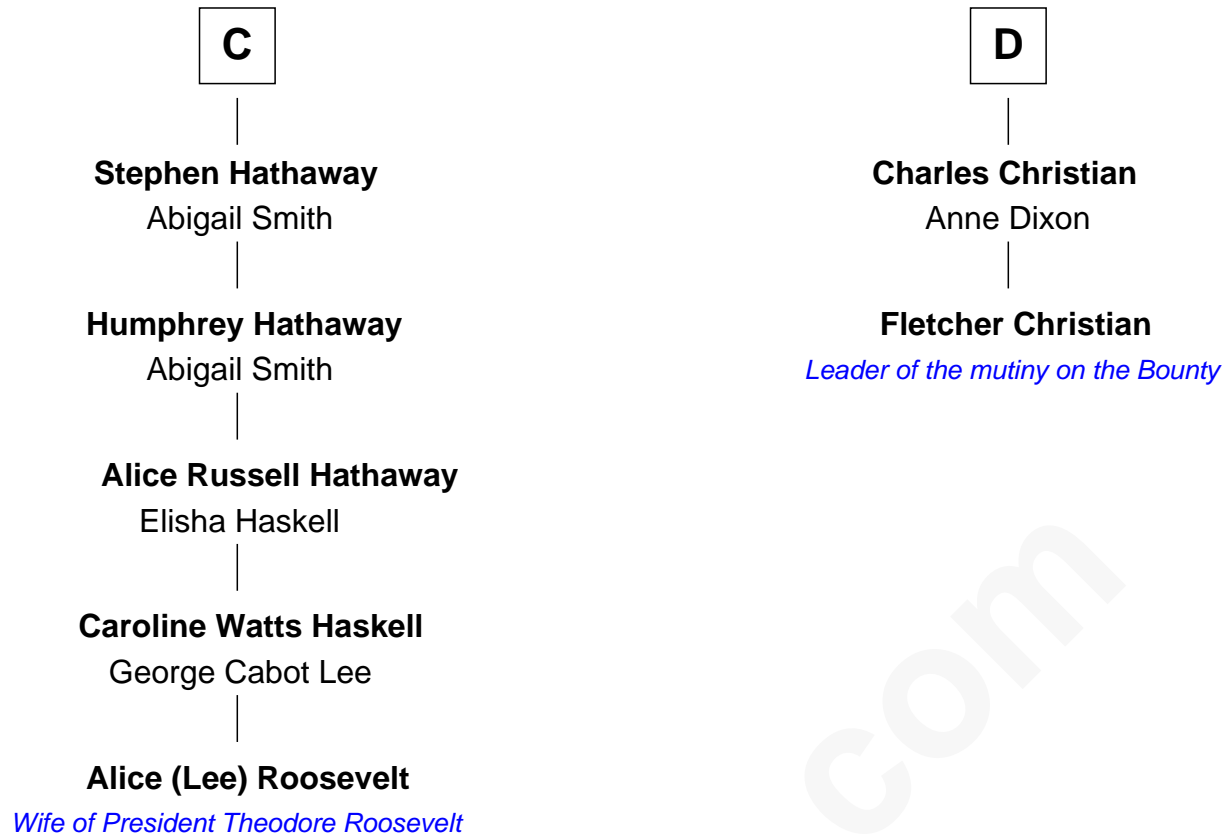 C
Stephen Hathaway
Abigail Smith
Humphrey Hathaway
Abigail Smith
Alice Russell Hathaway
Elisha Haskell
Caroline Watts Haskell
George Cabot Lee
Alice (Lee) Roosevelt
Wife of President Theodore Roosevelt
D
Charles Christian
Anne Dixon
Fletcher Christian
Leader of the mutiny on the Bounty
com